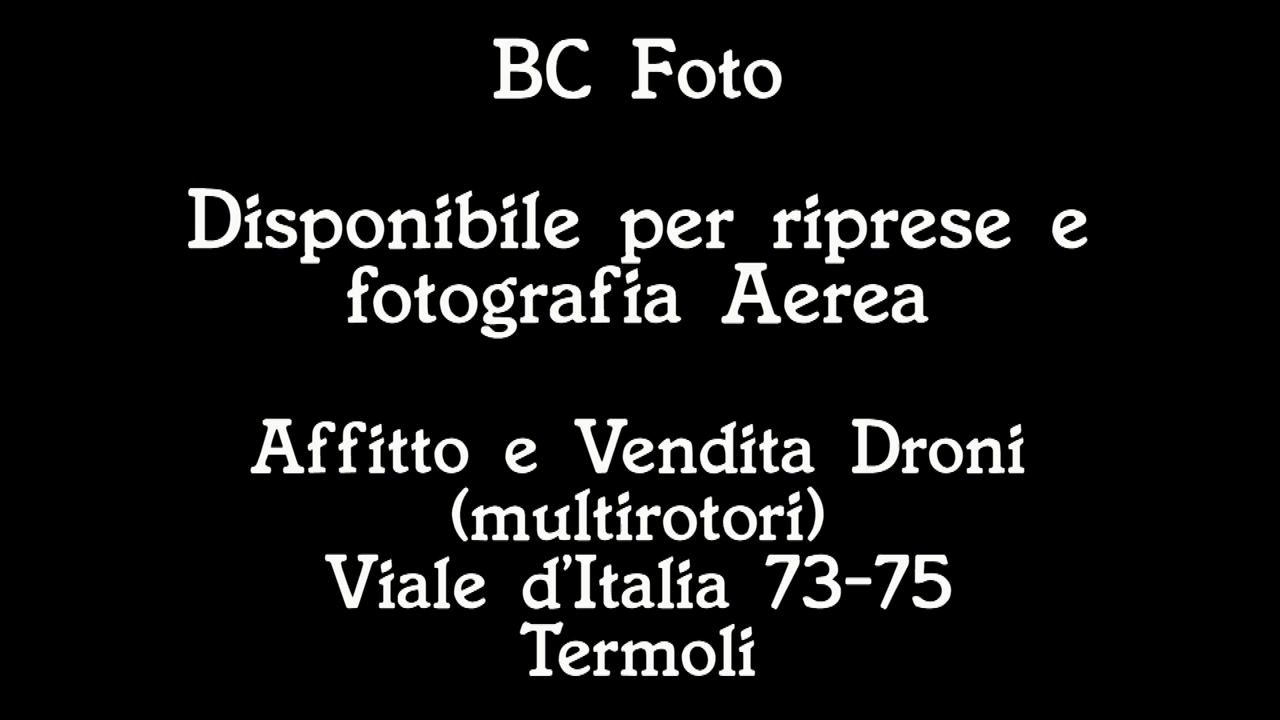 BC Foto
Disponibile per riprese e
fotografia Aerea
Affitto e Vendita Droni
(multirotori)
Viale d'Italia 73-75
Termoli